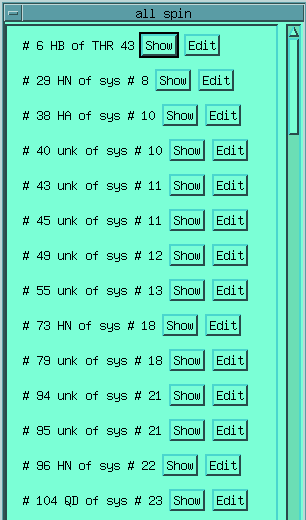 all spin
# 6 HB of THR 43 Show Edit
# 29 HN of sys # 8 Show Edit
# 38 HA of sys # 10 Show Edit
# 40 unk of sys # 10 Show Edit
# 43 unk of sys # 11 Show Edit
# 45 unk of sys # 11 Show Edit
# 49 unk of sys # 12 Show Edit
# 55 unk of sys # 13 Show Edit
# 73 HN of sys # 18 Show Edit
# 79 unk of sys # 18 Show Edit
# 94 unk of sys # 21 Show Edit
# 95 unk of sys # 21 Show Edit
# 96 HN of sys # 22 Show Edit
# 104 QD of sys # 23 Show Edit